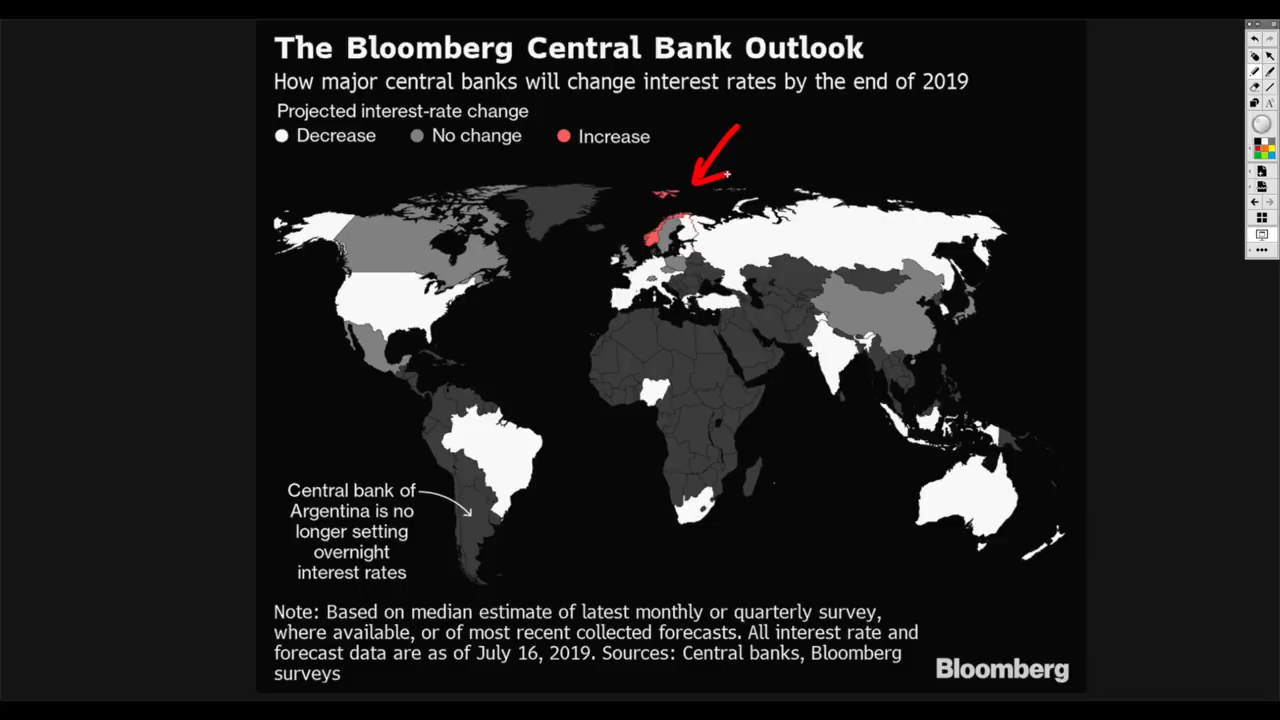 The Bloomberg Central Bank Outlook
How major central banks will change interest rates by the end of 2019
Projected interest-rate change
Decrease No change Increase
Central bank of
Argentina is no
longer setting
overnight
interest rates
Note: Based on median estimate of latest monthly or quarterly survey,
where available, or of most recent collected forecasts. All interest rate and
forecast data are as of July 16, 2019. Sources: Central banks, Bloomberg
surveys
Bloomberg